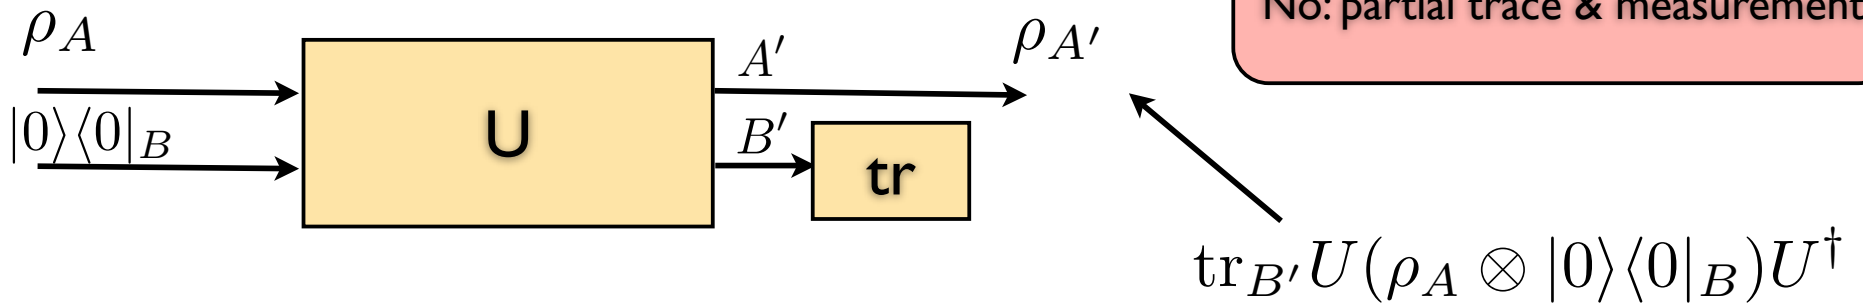 No: partial trace & measurement
ρ_A
ρ_{A′}
A′
|0⟩⟨0|_B
U
B′
tr
tr_{B′}U(ρ_A ⊗ |0⟩⟨0|_B)U^†